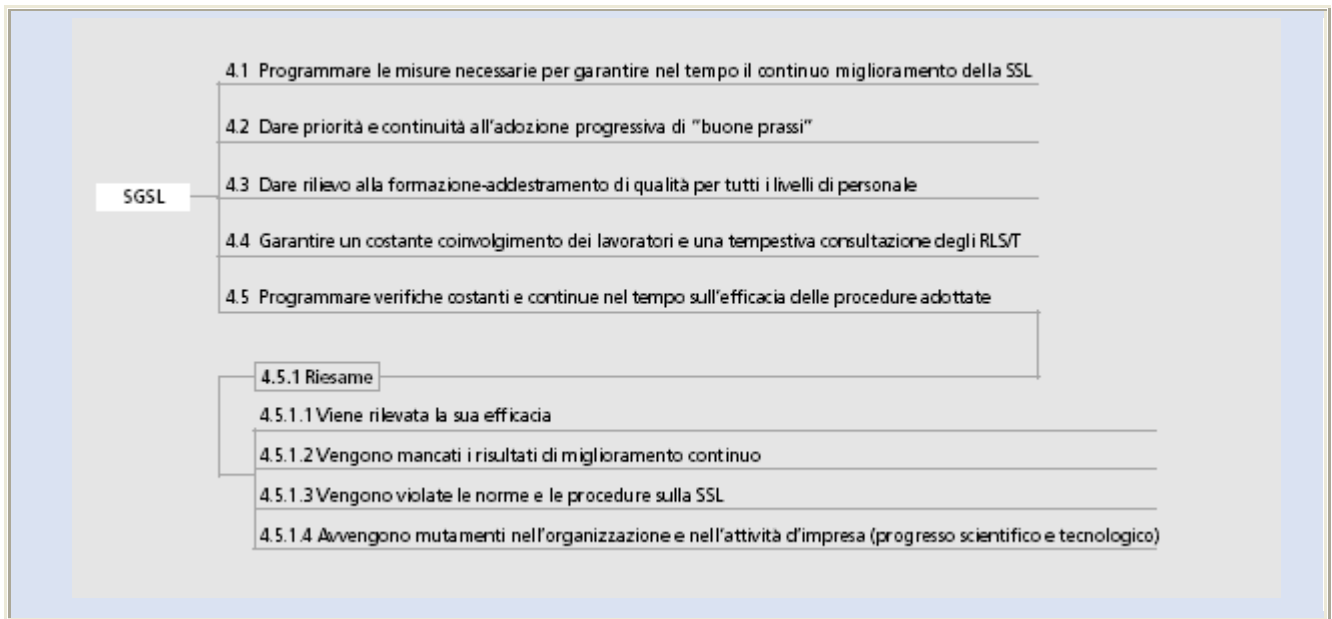 4.1 Programmare le misure necessarie per garantire nel tempo il continuo miglioramento della SSL
4.2 Dare priorità e continuità all'adozione progressiva di "buone prassi"
4.3 Dare rilievo alla formazione-addestramento di qualità per tutti i livelli di personale
SGSL
4.4 Garantire un costante coinvolgimento dei lavoratori e una tempestiva consultazione degli RLS/T
4.5 Programmare verifiche costanti e continue nel tempo sull'efficacia delle procedure adottate
4.5.1 Riesame
4.5.1.1 Viene rilevata la sua efficacia
4.5.1.2 Vengono mancati i risultati di miglioramento continuo
4.5.1.3 Vengono violate le norme e le procedure sulla SSL
4.5.1.4 Avvengono mutamenti nell'organizzazione e nell'attività d'impresa (progresso scientifico e tecnologico)